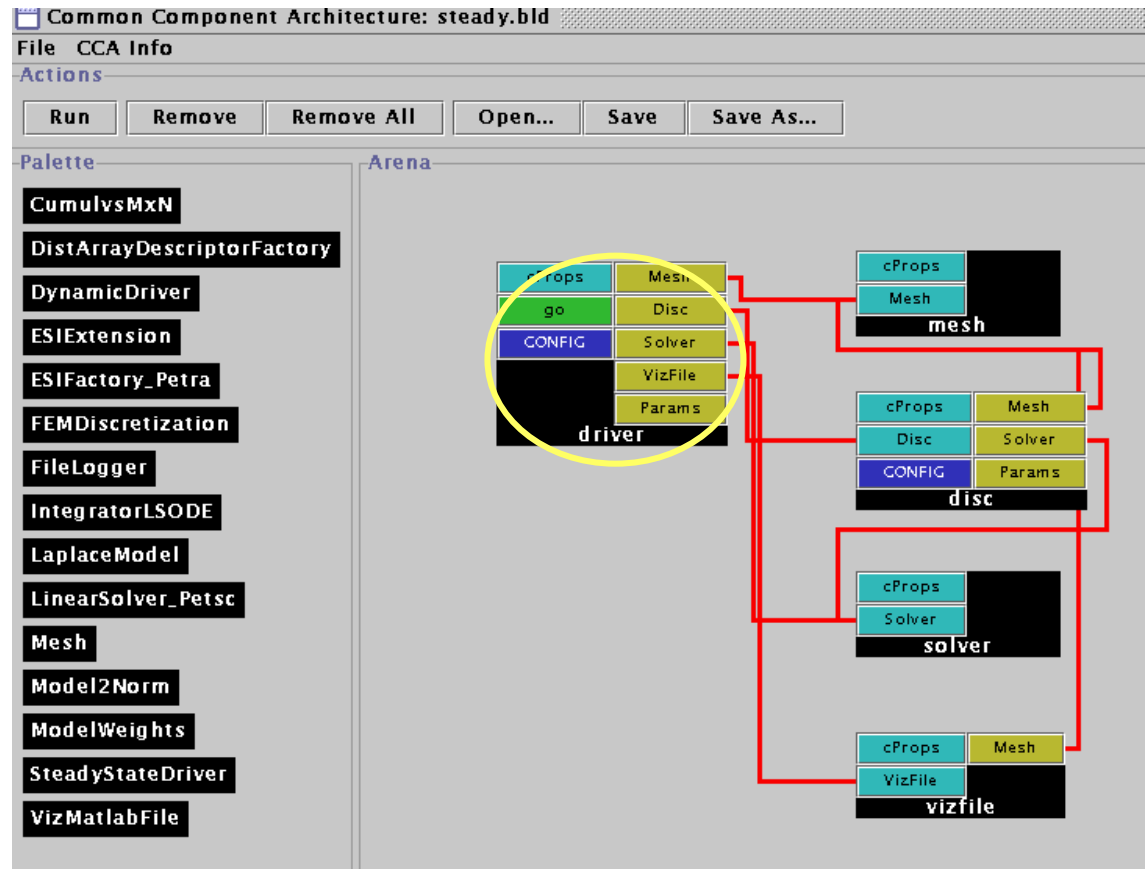 Common Component Architecture: steady.bld
File CCA Info
Actions
Run Remove Remove All Open... Save Save As...
Palette
CumulvsMxN
DistArrayDescriptorFactory
DynamicDriver
ESIExtension
ESIFactory_Petra
FEMDiscretization
FileLogger
IntegratorLSODE
LaplaceModel
LinearSolver_Petsc
Mesh
Model2Norm
ModelWeights
SteadyStateDriver
VizMatlabFile
Arena
cProps Mesh
go Disc
CONFIG Solver
VizFile
Params
driver
cProps
Mesh
mesh
cProps Mesh
Disc Solver
CONFIG Params
disc
cProps
Solver
solver
cProps Mesh
VizFile
vizfile